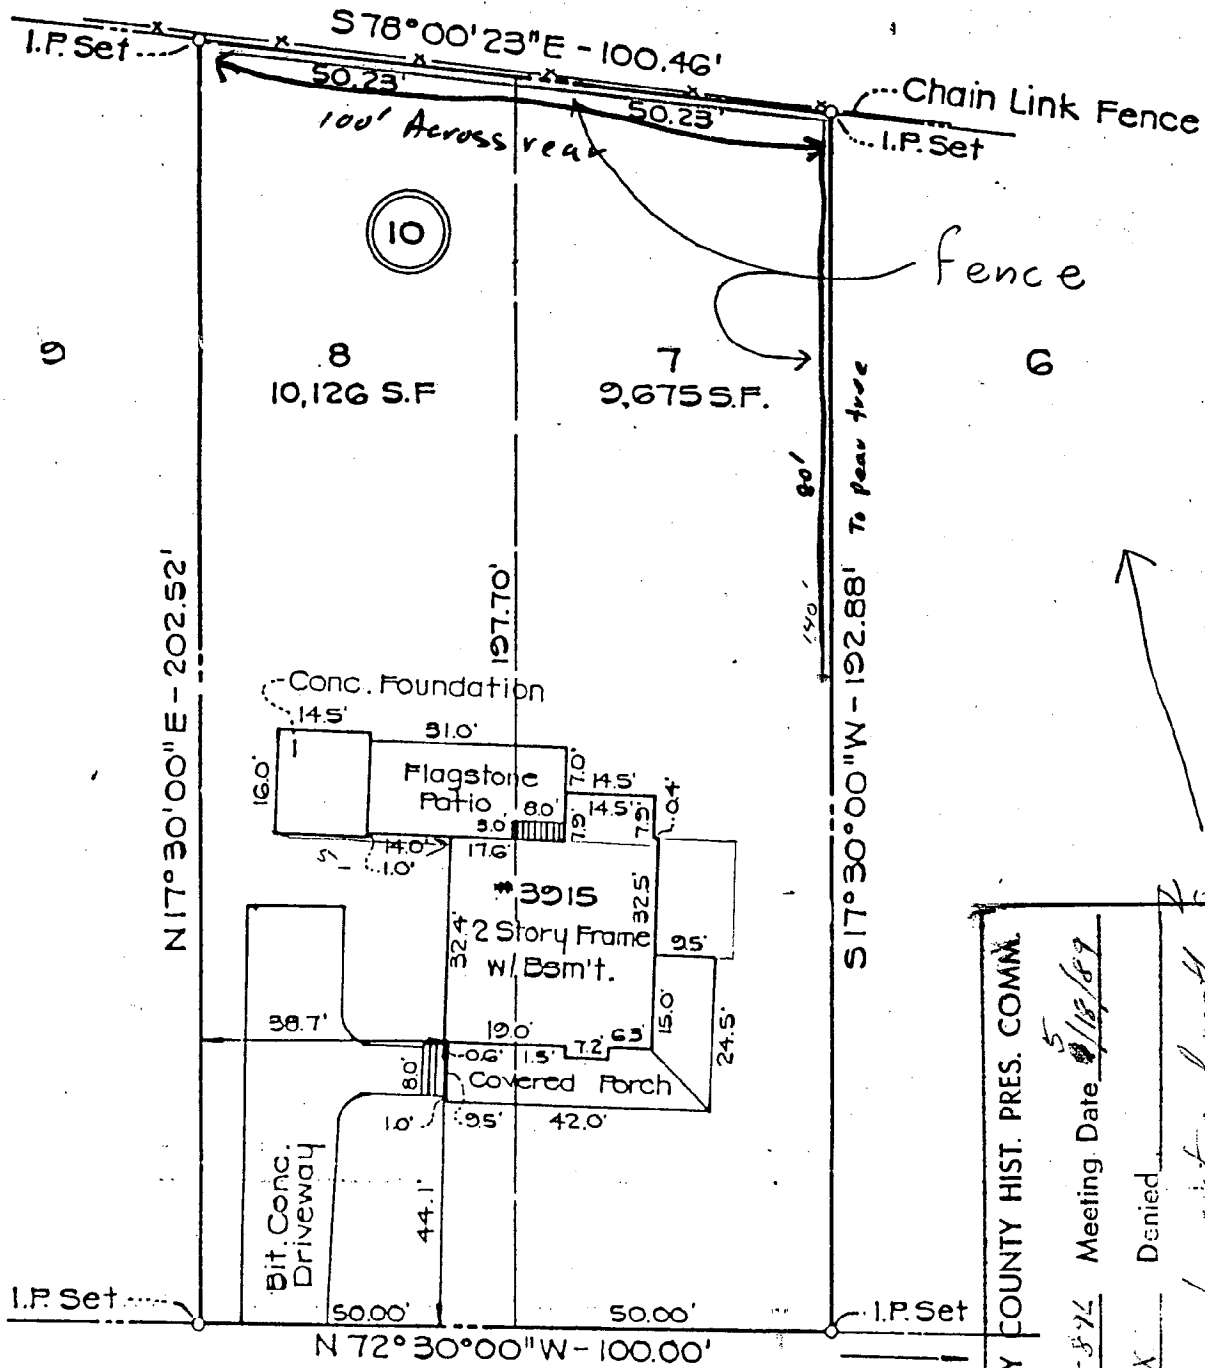 S 78°00'23"E - 100.46'
I.P. Set
50.23'
50.23'
100' Across rear
Chain Link Fence
I.P. Set
10
fence
9
8
10,126 S.F
7
9,675 S.F.
6
80'
To pear tree
140'
N 17°30'00"E - 202.52'
197.70'
S 17°30'00"W - 192.88'
Conc. Foundation
14.5'
31.0'
16.0'
Flagstone
Patio
7.0'
14.5'
14.5'
0.4'
8.0'
3.0'
7.9'
7.9'
14.0'
17.6'
1.0'
#3915
2 Story Frame
W/ Bsm't.
32.4'
32.5'
9.5'
15.0'
24.5'
38.7'
19.0'
0.6'
1.5'
7.2'
6.3'
8.0'
Covered Porch
1.0'
9.5'
42.0'
Bit. Conc.
Driveway
44.1'
I.P. Set
50.00'
50.00'
I.P. Set
N 72°30'00"W - 100.00'
Y COUNTY HIST. PRES. COMM.
Meeting Date 5/18/89
X Denied